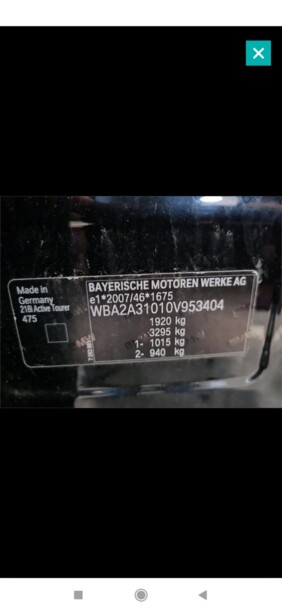 Made in
Germany
218i Active Tourer
475
BAYERISCHE MOTOREN WERKE AG
e1*2007/46*1675
WBA2A31010V953404
1920 kg
3295 kg
1- 1015 kg
2- 940 kg